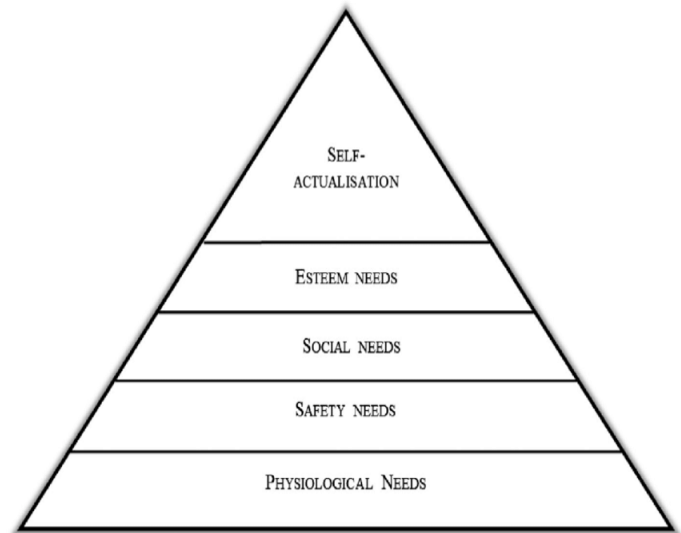 Self-
actualisation
Esteem needs
Social needs
Safety needs
Physiological Needs